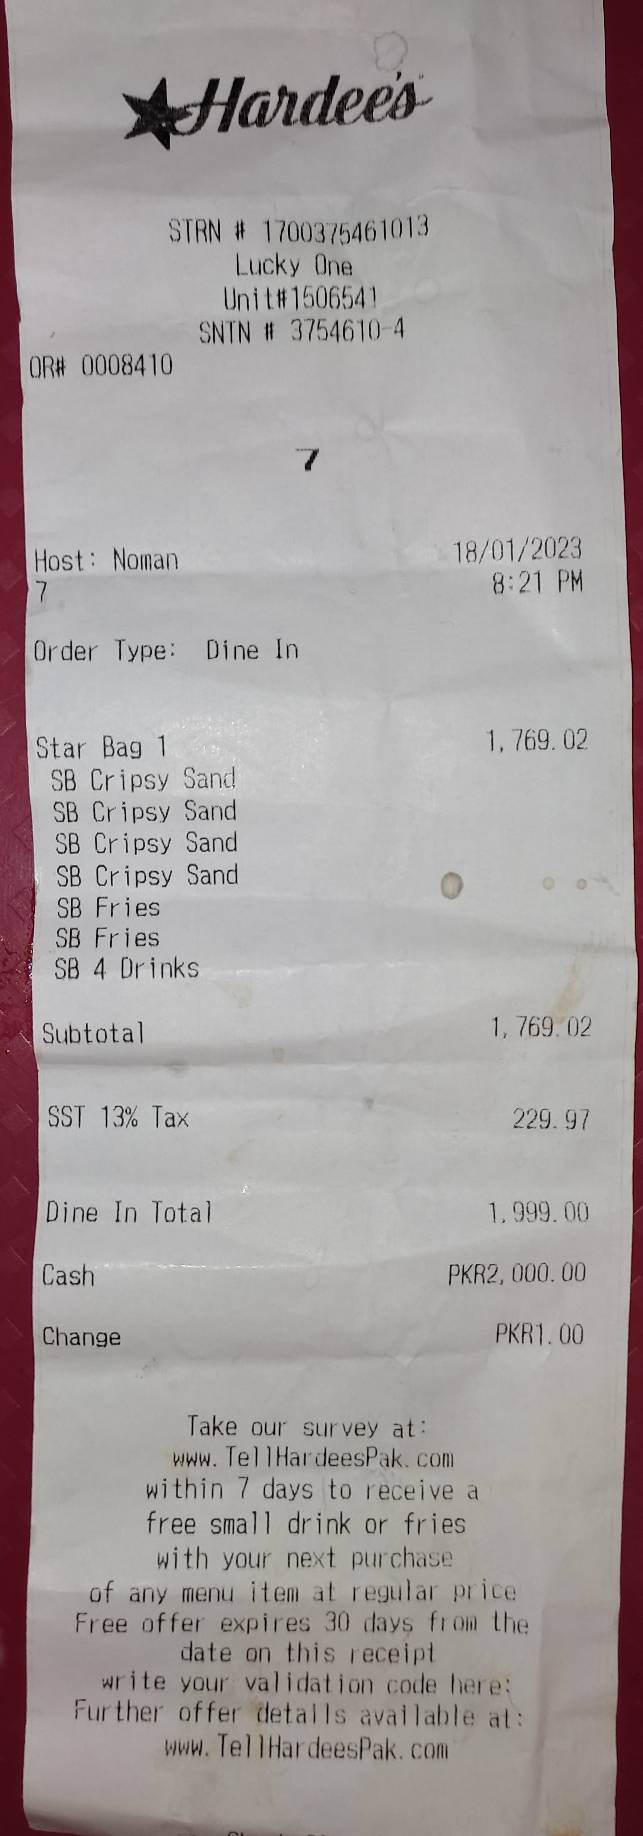 Hardee's
STRN # 1700375461013
Lucky One
Unit#1506541
SNTN # 3754610-4
OR# 0008410
7
Host: Noman 18/01/2023
7 8:21 PM
Order Type: Dine In
Star Bag 1 1,769.02
SB Cripsy Sand
SB Cripsy Sand
SB Cripsy Sand
SB Cripsy Sand
SB Fries
SB Fries
SB 4 Drinks
Subtotal 1,769.02
SST 13% Tax 229.97
Dine In Total 1,999.00
Cash PKR2,000.00
Change PKR1.00
Take our survey at:
www.TellHardeesPak.com
within 7 days to receive a
free small drink or fries
with your next purchase
of any menu item at regular price
Free offer expires 30 days from the
date on this receipt
write your validation code here:
Further offer details available at:
www.TellHardeesPak.com